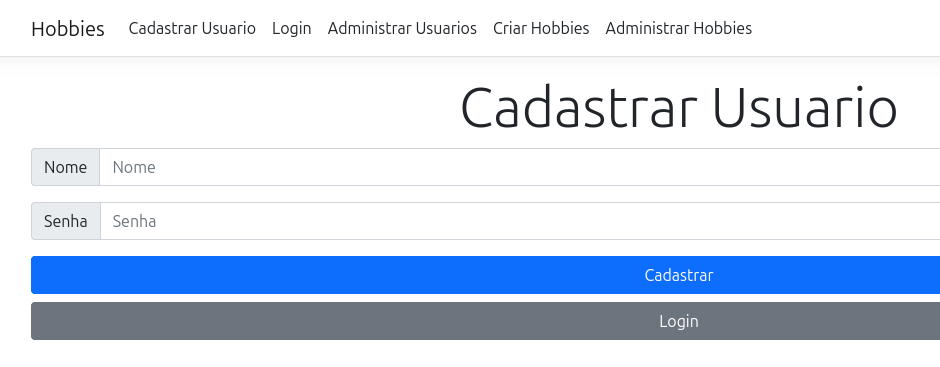 Hobbies Cadastrar Usuario Login Administrar Usuarios Criar Hobbies Administrar Hobbies
Cadastrar Usuario
Nome Nome
Senha Senha
Cadastrar
Login